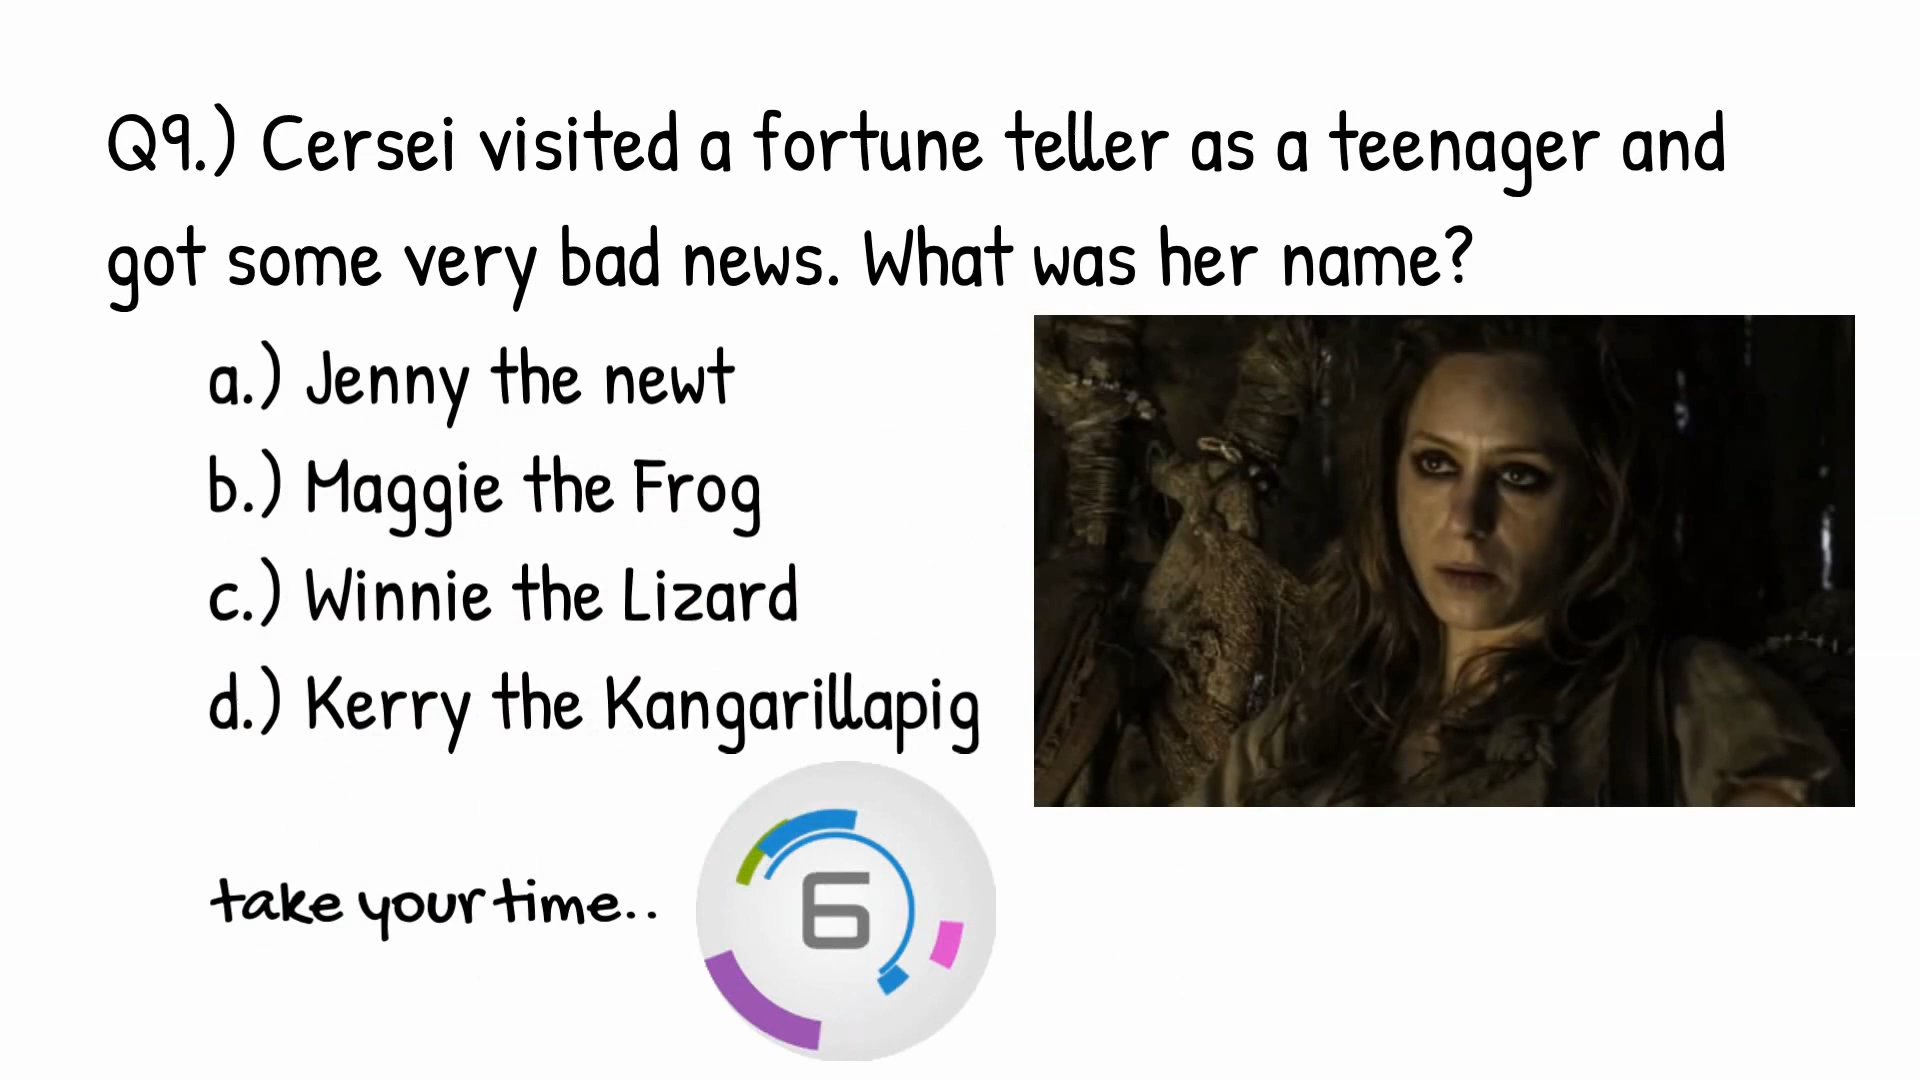 Q9.) Cersei visited a fortune teller as a teenager and
got some very bad news. What was her name?
a.) Jenny the newt
b.) Maggie the Frog
c.) Winnie the Lizard
d.) Kerry the Kangarillapig
take your time..
6